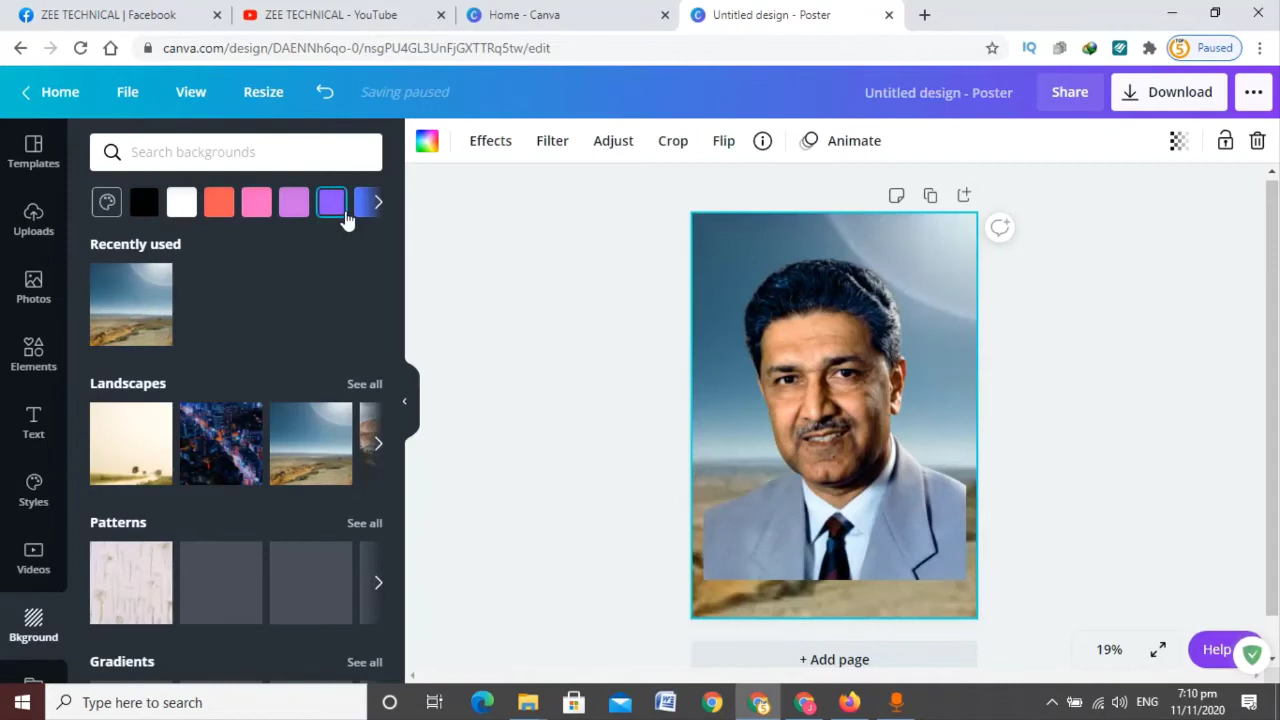 ZEE TECHNICAL | Facebook
ZEE TECHNICAL - YouTube
Home - Canva
Untitled design - Poster
canva.com/design/DAENNh6qo-0/nsgPU4GL3UnFjGXTTRq5tw/edit
IQ
TOP 5
Paused
Home
File
View
Resize
Saving paused
Untitled design - Poster
Share
Download
Templates
Uploads
Photos
Elements
Text
Styles
Videos
Bkground
Search backgrounds
Recently used
Landscapes
See all
Patterns
See all
Gradients
See all
Effects
Filter
Adjust
Crop
Flip
Animate
+ Add page
19%
Help
Type here to search
ENG
7:10 pm
11/11/2020